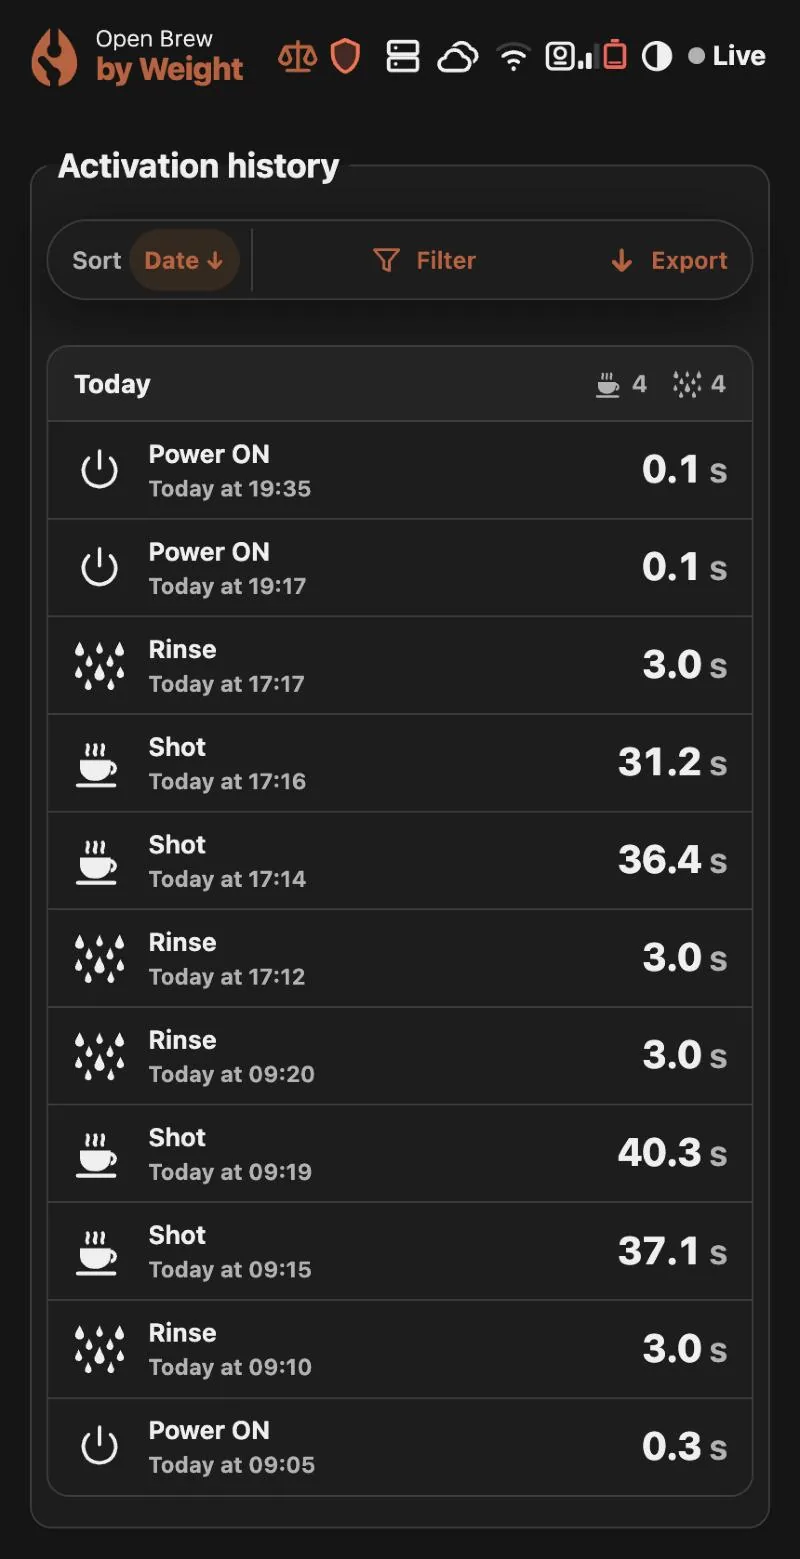 Open Brew
by Weight
Live
Activation history
Sort Date ↓ Filter ↓ Export
Today 4 4
Power ON
Today at 19:35
0.1 s
Power ON
Today at 19:17
0.1 s
Rinse
Today at 17:17
3.0 s
Shot
Today at 17:16
31.2 s
Shot
Today at 17:14
36.4 s
Rinse
Today at 17:12
3.0 s
Rinse
Today at 09:20
3.0 s
Shot
Today at 09:19
40.3 s
Shot
Today at 09:15
37.1 s
Rinse
Today at 09:10
3.0 s
Power ON
Today at 09:05
0.3 s